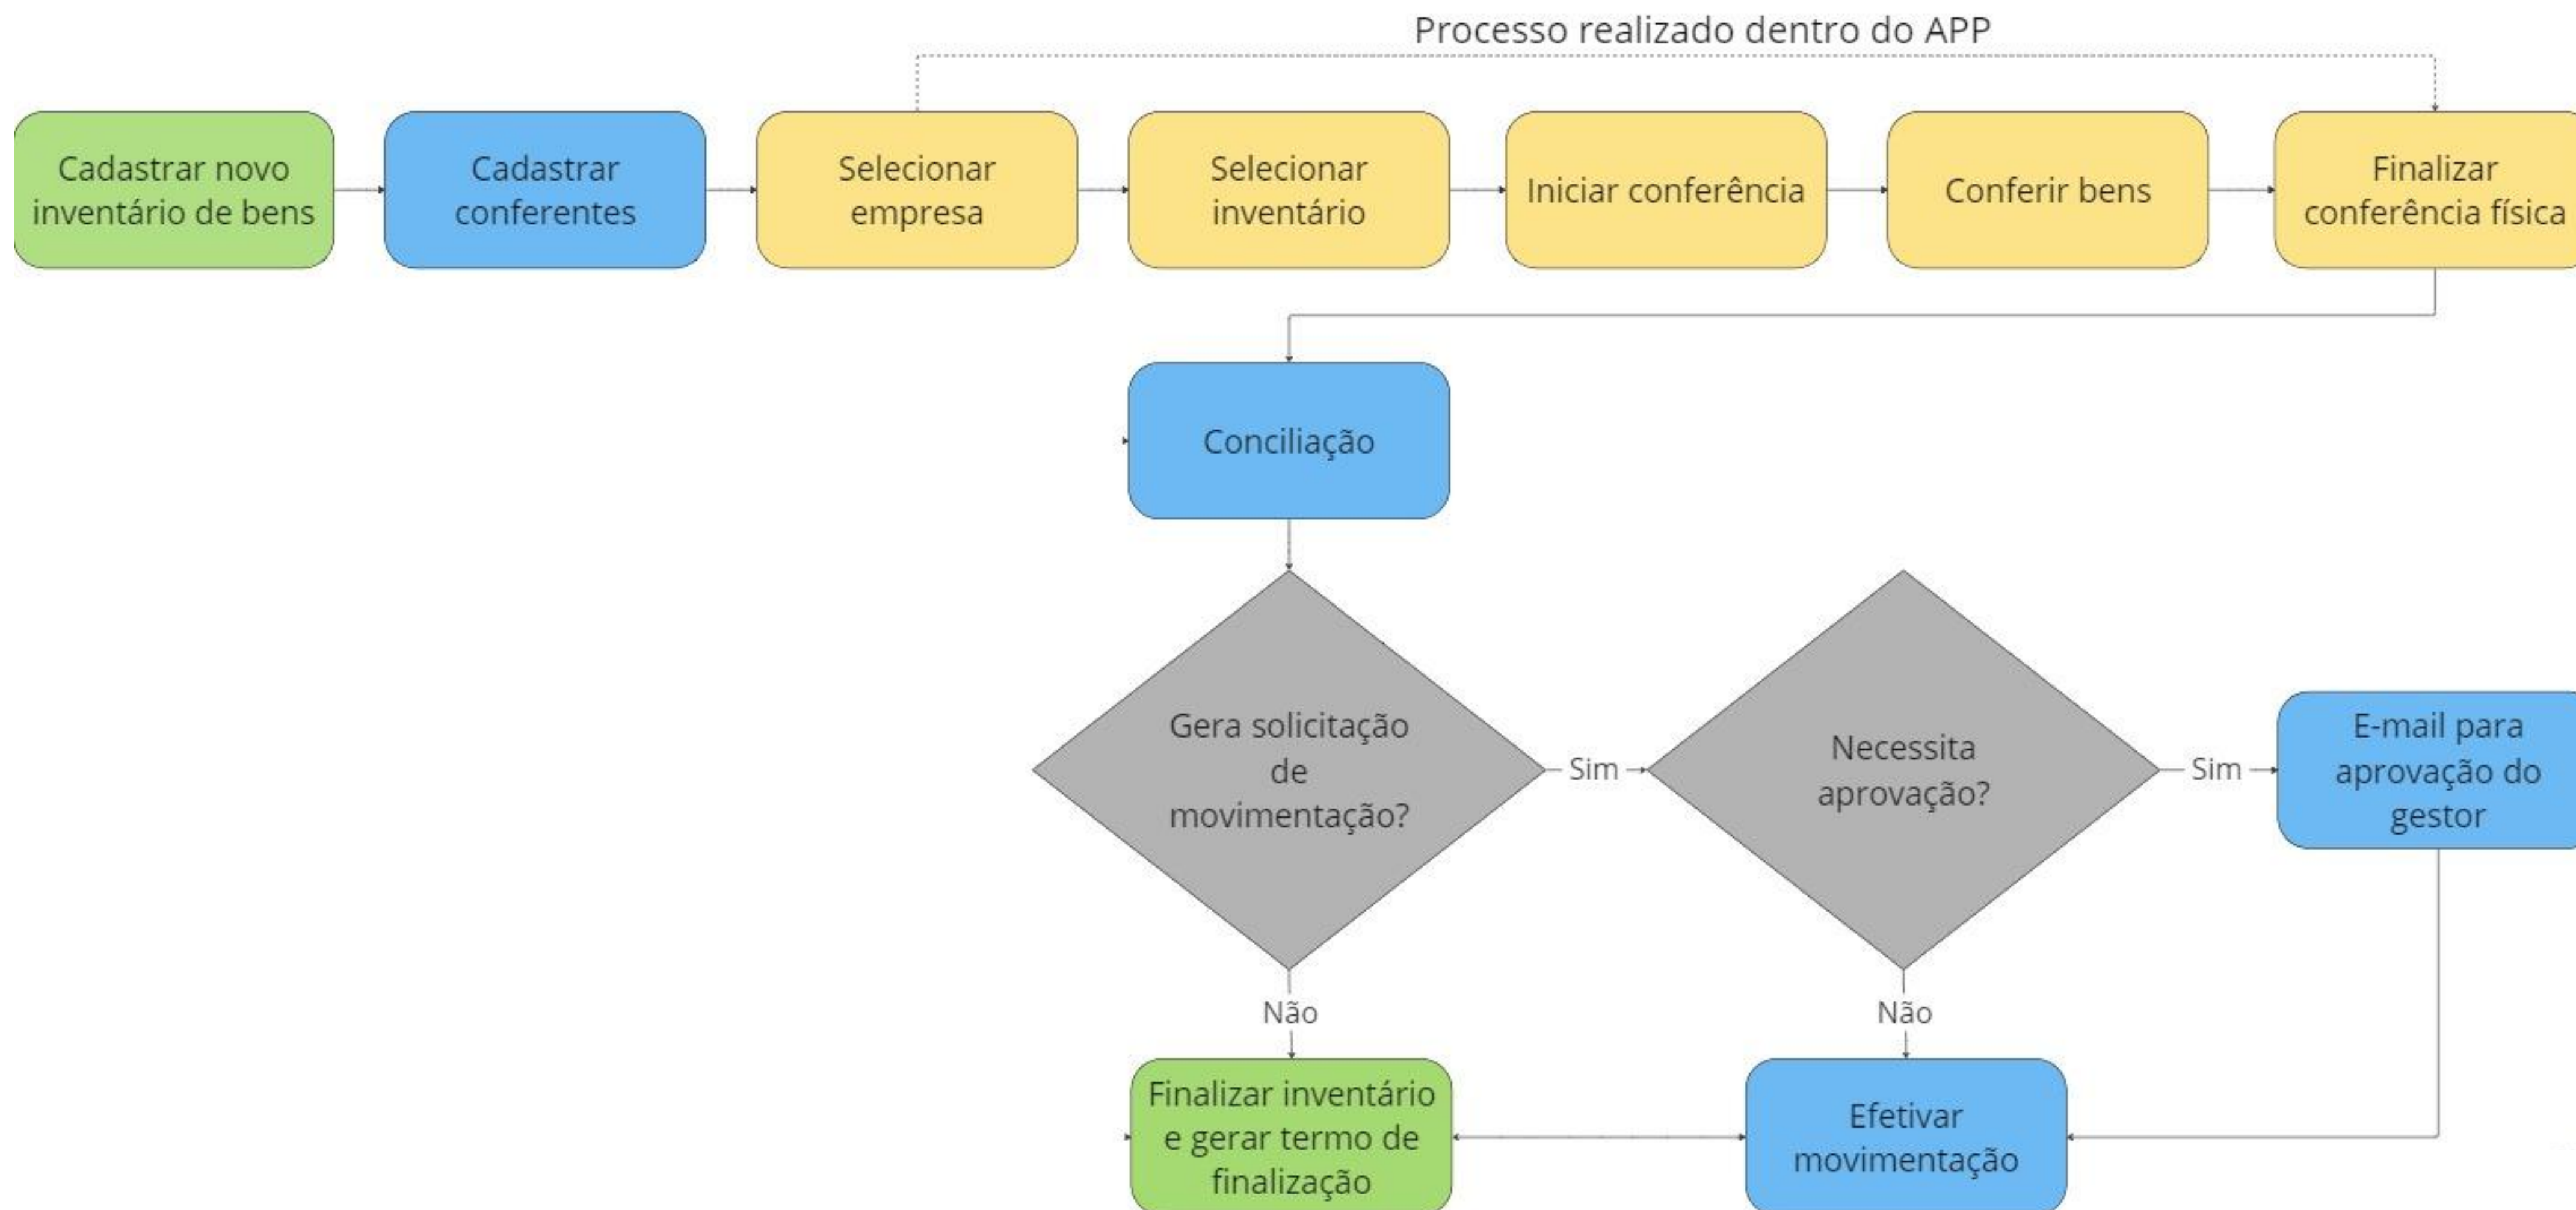 Processo realizado dentro do APP
Cadastrar novo
inventário de bens
Cadastrar
conferentes
Selecionar
empresa
Selecionar
inventário
Iniciar conferência
Conferir bens
Finalizar
conferência física
Conciliação
Gera solicitação
de
movimentação?
Sim
Necessita
aprovação?
Sim
E-mail para
aprovação do
gestor
Não
Não
Finalizar inventário
e gerar termo de
finalização
Efetivar
movimentação